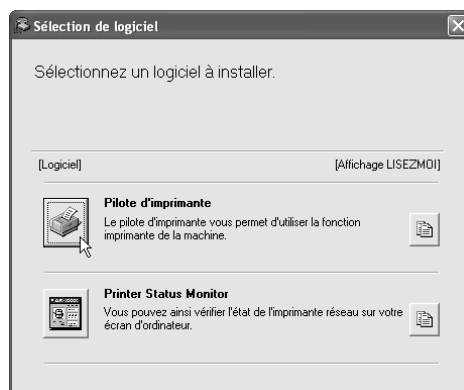 Sélection de logiciel
Sélectionnez un logiciel à installer.
[Logiciel] [Affichage LISEZMOI]
Pilote d'imprimante
Le pilote d'imprimante vous permet d'utiliser la fonction
imprimante de la machine.
Printer Status Monitor
Vous pouvez ainsi vérifier l'état de l'imprimante réseau sur votre
écran d'ordinateur.